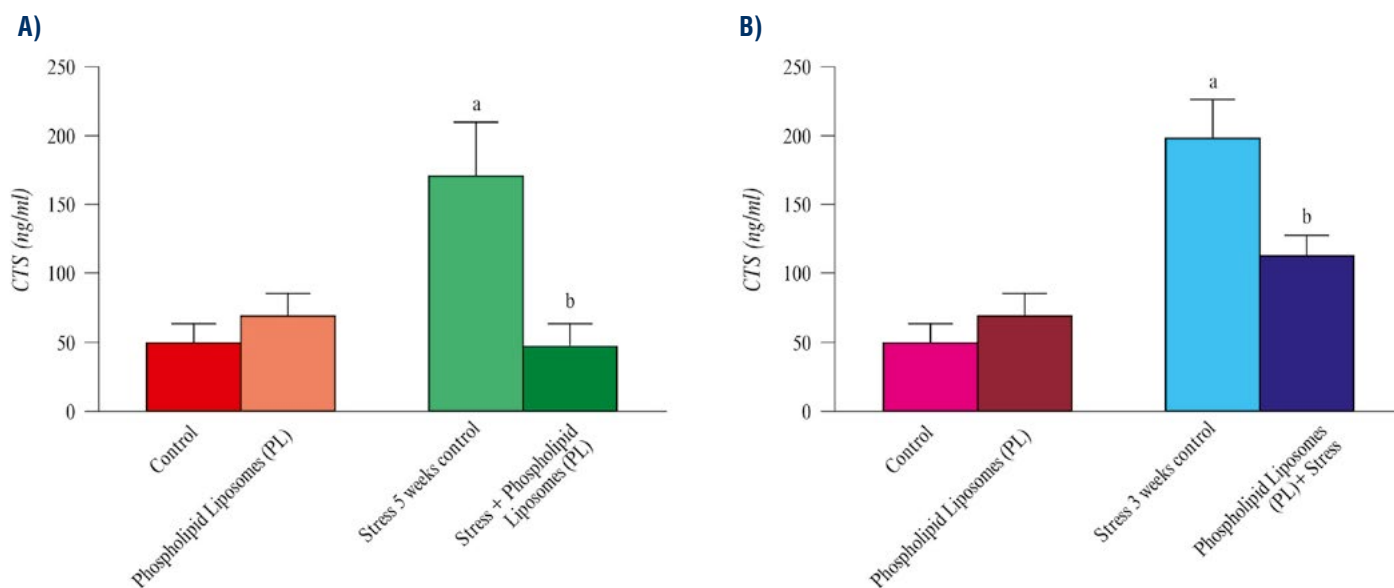 A)
250
200
150
100
50
0
CTS (ng/ml)
a
b
Control
Phospholipid Liposomes (PL)
Stress 5 weeks control
Stress + Phospholipid
Liposomes (PL)
B)
250
200
150
100
50
0
CTS (ng/ml)
a
b
Control
Phospholipid Liposomes (PL)
Stress 3 weeks control
Phospholipid Liposomes
(PL)+ Stress